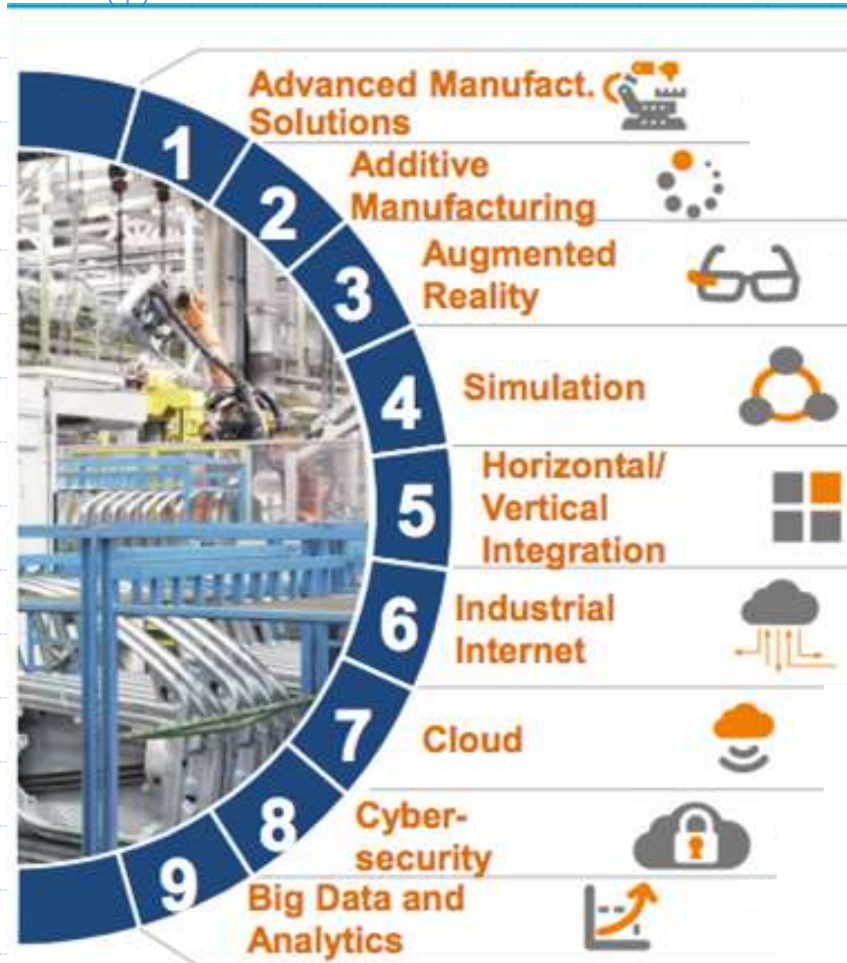 1
Advanced Manufact.
Solutions
2
Additive
Manufacturing
3
Augmented
Reality
4
Simulation
5
Horizontal/
Vertical
Integration
6
Industrial
Internet
7
Cloud
8
Cyber-
security
9
Big Data and
Analytics